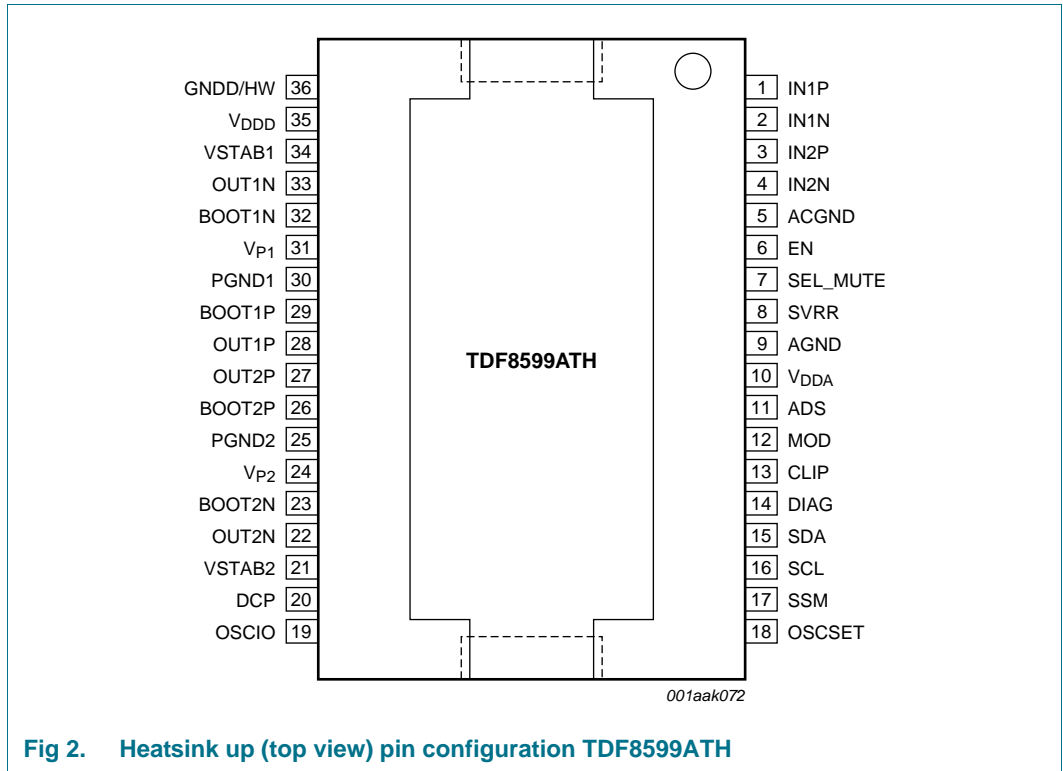 GNDD/HW 36
VDDD 35
VSTAB1 34
OUT1N 33
BOOT1N 32
VP1 31
PGND1 30
BOOT1P 29
OUT1P 28
OUT2P 27
BOOT2P 26
PGND2 25
VP2 24
BOOT2N 23
OUT2N 22
VSTAB2 21
DCP 20
OSCIO 19
TDF8599ATH
1 IN1P
2 IN1N
3 IN2P
4 IN2N
5 ACGND
6 EN
7 SEL_MUTE
8 SVRR
9 AGND
10 VDDA
11 ADS
12 MOD
13 CLIP
14 DIAG
15 SDA
16 SCL
17 SSM
18 OSCSET
001aak072
Fig 2. Heatsink up (top view) pin configuration TDF8599ATH